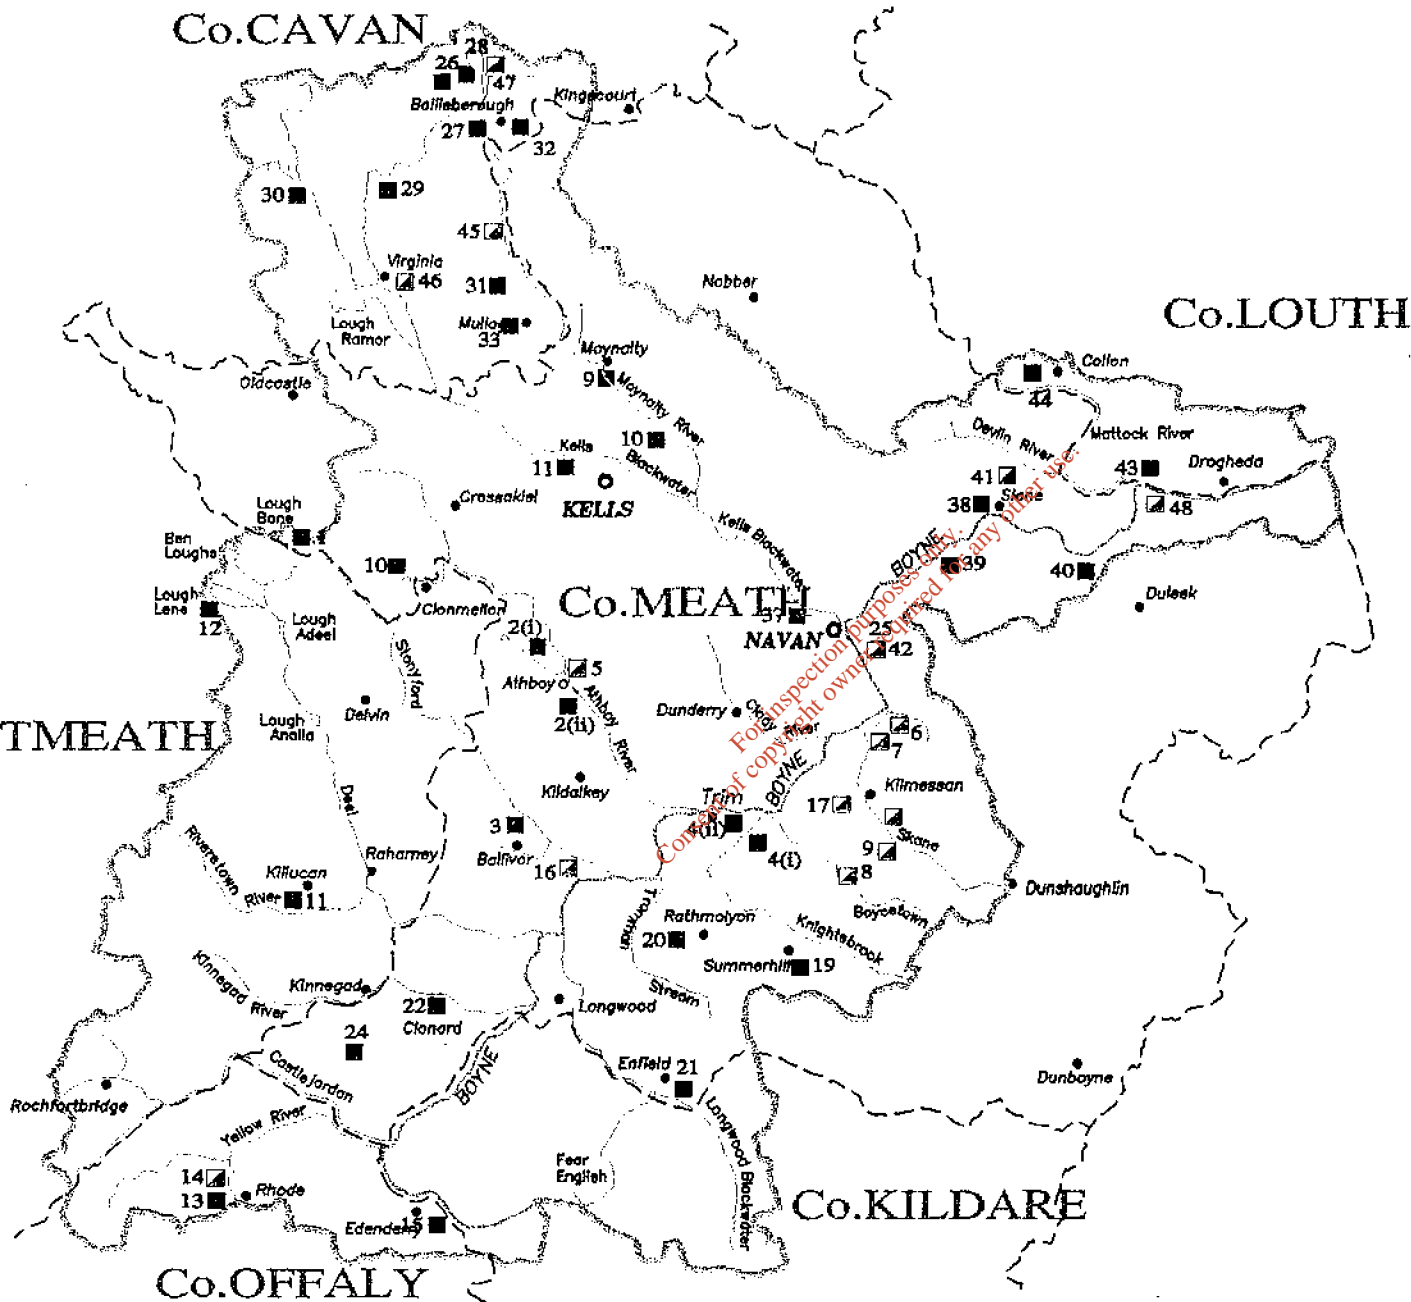 Co.CAVAN
28
26
47
Bailieborough
Kingscourt
27
32
30
29
45
Virginia
46
31
Nobber
Lough
Ramor
33
Co.LOUTH
Moynalty
9
Moynalty River
Collon
44
Oldcastle
10
Kells
11
Blackwater
KELLS
Crossakiel
Devlin River
Mattock River
41
43
Drogheda
38
Slane
48
Lough
Bane
Ben
Loughs
Kells Blackwater
BOYNE
39
40
Duleek
10
Clonmellon
Lough
Lene
12
Lough
Adeel
Co.MEATH
37
NAVAN
25
42
2(i)
Stonyford
5
Athboy
Athboy River
2(ii)
Delvin
Lough
Analla
TMEATH
Dunderry
Clady River
6
7
BOYNE
Kildalkey
Deel
Trim
4(ii)
4(i)
17
Kilmessan
Skane
9
8
3
Ballivor
16
Raharney
Riverstown River
Killucan
11
Dunshaughlin
Boycetown
Knightsbrook
Tromman Stream
Rathmolyon
20
Summerhill
19
Kinnegad River
Kinnegad
22
Clonard
Longwood
24
Castlejordan
BOYNE
Enfield
21
Dunboyne
Rochfortbridge
Yellow River
Longwood Blackwater
Fear
English
14
13
Rhode
Edenderry
15
Co.KILDARE
Co.OFFALY
For inspection purposes only.
Consent of copyright owner required for any other use.